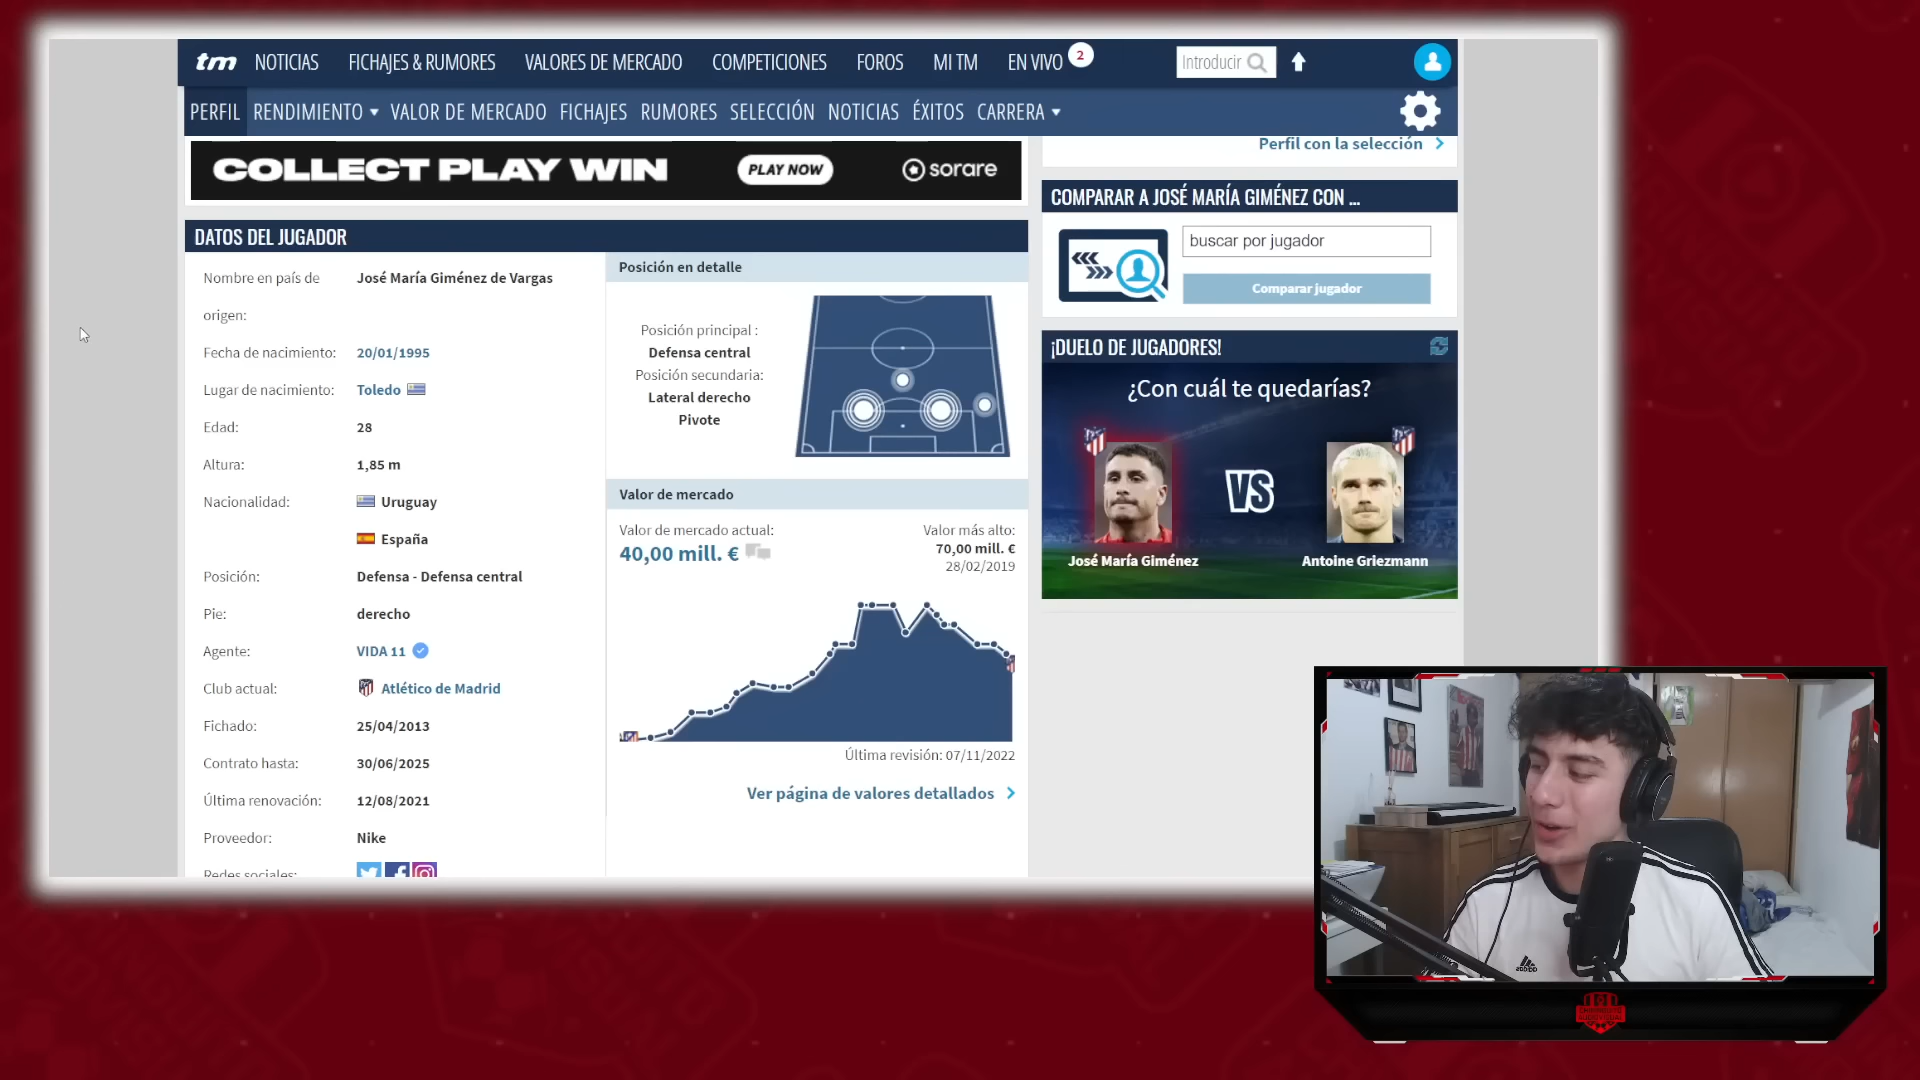 tm NOTICIAS FICHAJES & RUMORES VALORES DE MERCADO COMPETICIONES FOROS MI TM EN VIVO 2 Introducir
PERFIL RENDIMIENTO VALOR DE MERCADO FICHAJES RUMORES SELECCIÓN NOTICIAS ÉXITOS CARRERA
COLLECT PLAY WIN PLAY NOW sorare
DATOS DEL JUGADOR
Nombre en país de origen: José María Giménez de Vargas
Fecha de nacimiento: 20/01/1995
Lugar de nacimiento: Toledo
Edad: 28
Altura: 1,85 m
Nacionalidad: Uruguay
España
Posición: Defensa - Defensa central
Pie: derecho
Agente: VIDA 11
Club actual: Atlético de Madrid
Fichado: 25/04/2013
Contrato hasta: 30/06/2025
Última renovación: 12/08/2021
Proveedor: Nike
Redes sociales:
Posición en detalle
Posición principal :
Defensa central
Posición secundaria:
Lateral derecho
Pivote
Valor de mercado
Valor de mercado actual:
40,00 mill. €
Valor más alto:
70,00 mill. €
28/02/2019
Última revisión: 07/11/2022
Ver página de valores detallados
Perfil con la selección
COMPARAR A JOSÉ MARÍA GIMÉNEZ CON ...
buscar por jugador
Comparar jugador
¡DUELO DE JUGADORES!
¿Con cuál te quedarías?
VS
José María Giménez
Antoine Griezmann